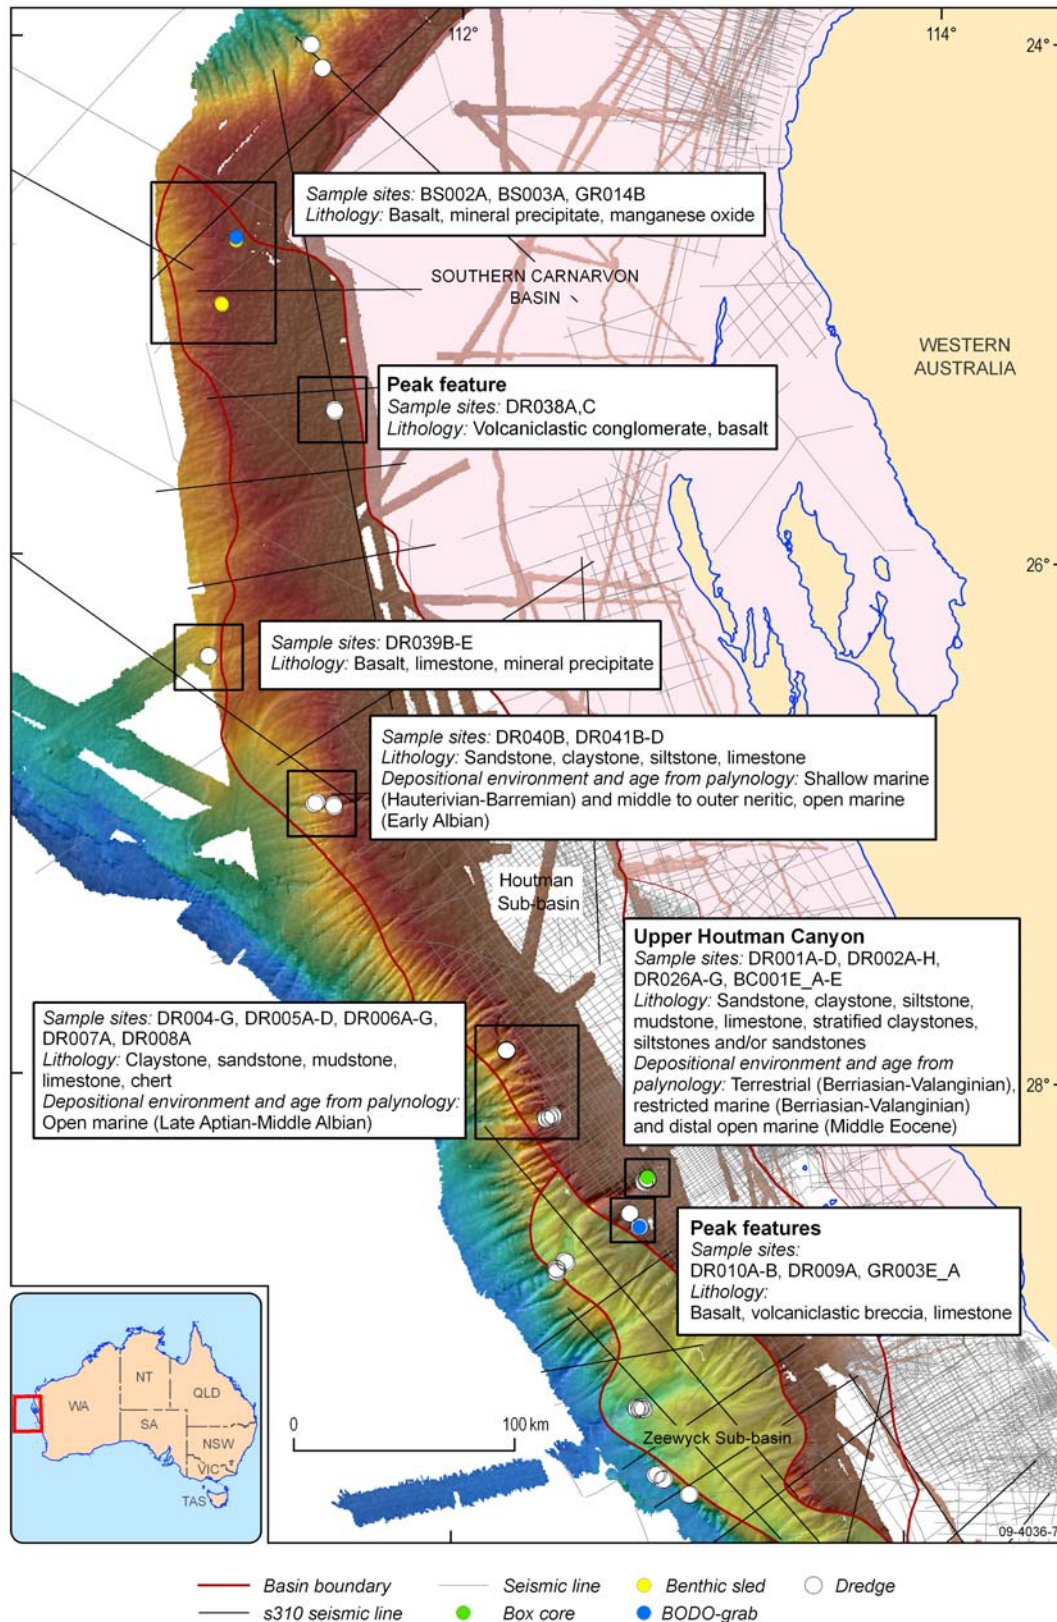 112°
114°
24°
Sample sites: BS002A, BS003A, GR014B
Lithology: Basalt, mineral precipitate, manganese oxide
SOUTHERN CARNARVON
BASIN
WESTERN
AUSTRALIA
Peak feature
Sample sites: DR038A,C
Lithology: Volcaniclastic conglomerate, basalt
26°
Sample sites: DR039B-E
Lithology: Basalt, limestone, mineral precipitate
Sample sites: DR040B, DR041B-D
Lithology: Sandstone, claystone, siltstone, limestone
Depositional environment and age from palynology: Shallow marine
(Hauterivian-Barremian) and middle to outer neritic, open marine
(Early Albian)
Houtman
Sub-basin
Upper Houtman Canyon
Sample sites: DR001A-D, DR002A-H,
DR026A-G, BC001E_A-E
Lithology: Sandstone, claystone, siltstone,
mudstone, limestone, stratified claystones,
siltstones and/or sandstones
Depositional environment and age from
palynology: Terrestrial (Berriasian-Valanginian),
restricted marine (Berriasian-Valanginian)
and distal open marine (Middle Eocene)
Sample sites: DR004-G, DR005A-D, DR006A-G,
DR007A, DR008A
Lithology: Claystone, sandstone, mudstone,
limestone, chert
Depositional environment and age from palynology:
Open marine (Late Aptian-Middle Albian)
28°
Peak features
Sample sites:
DR010A-B, DR009A, GR003E_A
Lithology:
Basalt, volcaniclastic breccia, limestone
WA
NT
QLD
SA
NSW
VIC
TAS
0
100 km
Zeewyck Sub-basin
09-4036-7
Basin boundary
Seismic line
Benthic sled
Dredge
s310 seismic line
Box core
BODO-grab